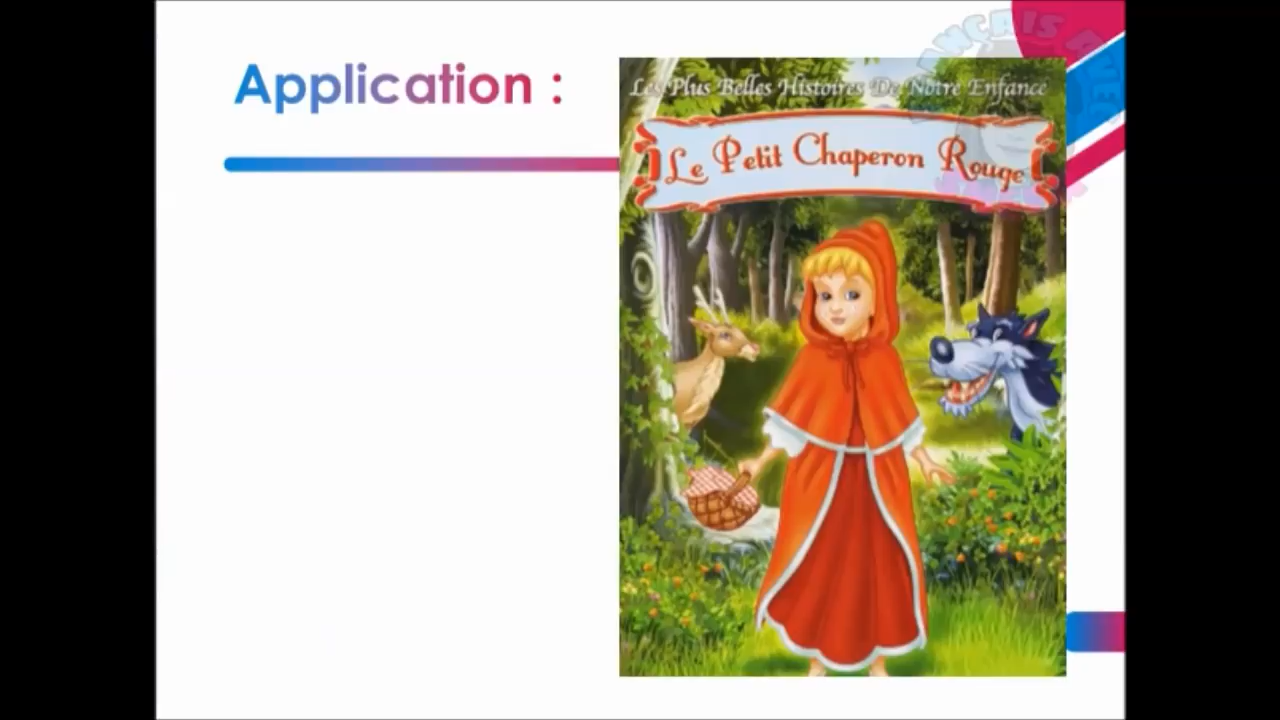 Application :
Les Plus Belles Histoires De Notre Enfance
Le Petit Chaperon Rouge